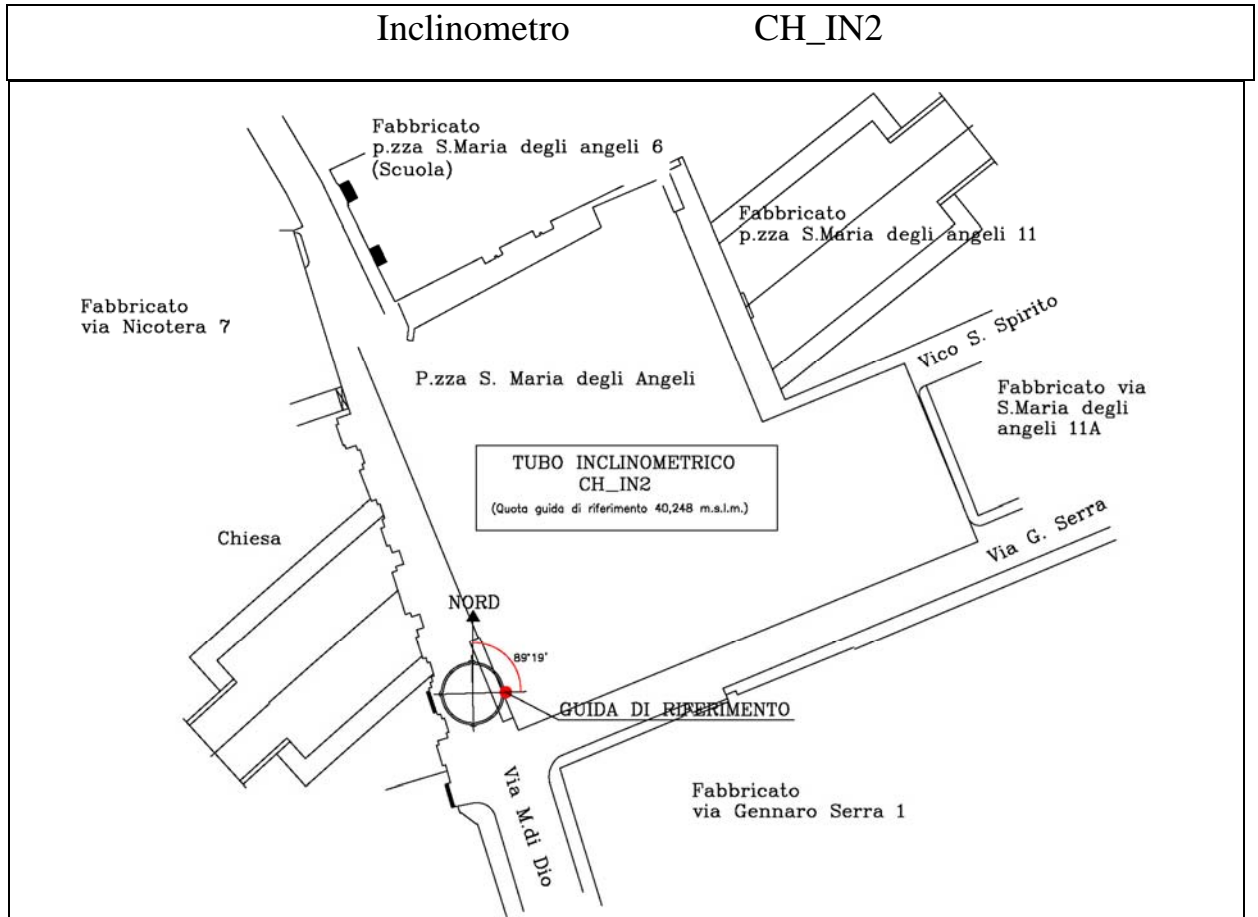 Inclinometro CH_IN2
Fabbricato
p.zza S.Maria degli angeli 6
(Scuola)
Fabbricato
p.zza S.Maria degli angeli 11
Fabbricato
via Nicotera 7
Vico S. Spirito
P.zza S. Maria degli Angeli
Fabbricato via
S.Maria degli
angeli 11A
TUBO INCLINOMETRICO
CH_IN2
(Quota guida di riferimento 40,248 m.s.l.m.)
Chiesa
Via G. Serra
NORD
89°19'
GUIDA DI RIFERIMENTO
Via M.di Dio
Fabbricato
via Gennaro Serra 1